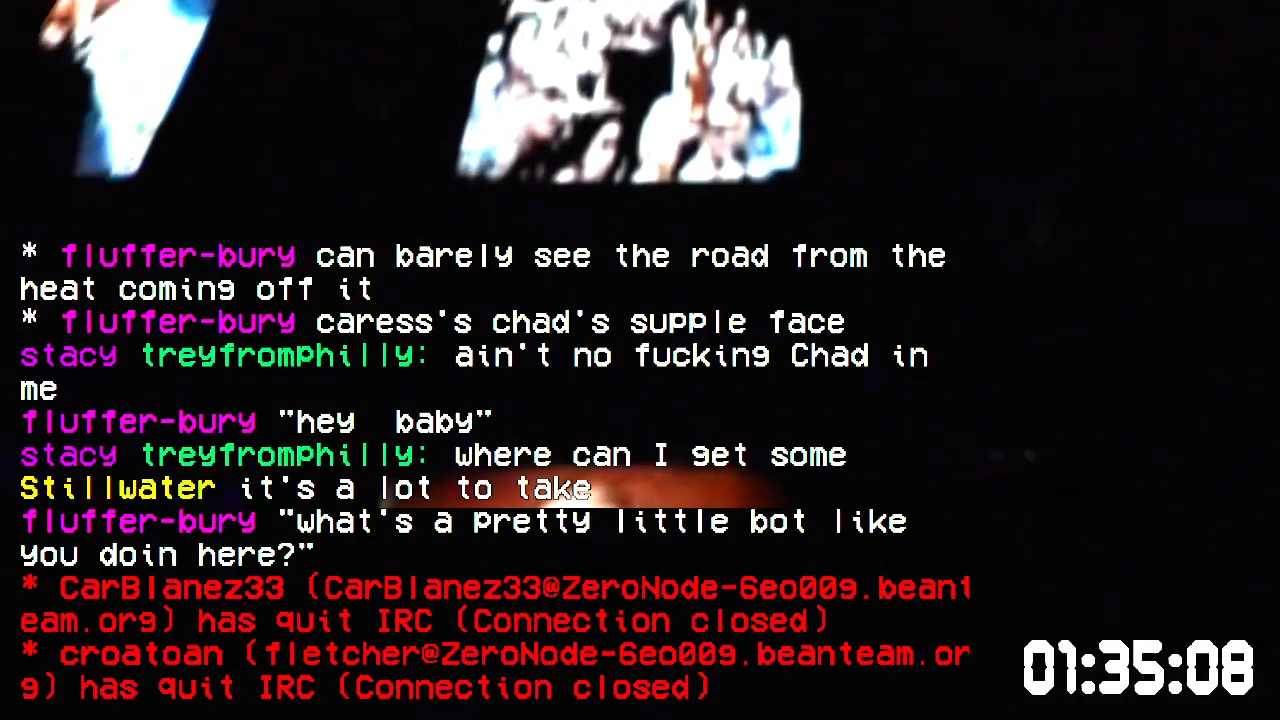 * fluffer-bury can barely see the road from the
heat coming off it
* fluffer-bury caress's chad's supple face
stacy treyfromphilly: ain't no fucking Chad in
me
fluffer-bury "hey  baby"
stacy treyfromphilly: where can I get some
Stillwater it's a lot to take
fluffer-bury "what's a pretty little bot like
you doin here?"
* CarBlanez33 (CarBlanez33@ZeroNode-6eo009.beant
eam.org) has quit IRC (Connection closed)
* croatoan (fletcher@ZeroNode-6eo009.beanteam.or
g) has quit IRC (Connection closed)
01:35:08